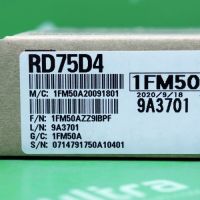 RD75D4
1FM50
M/C: 1FM50A20091801
2020/9/18
9A3701
F/N: 1FM50AZZ9IBPF
L/N: 9A3701
G/C: 1FM50A
S/N: 0714791750A10401